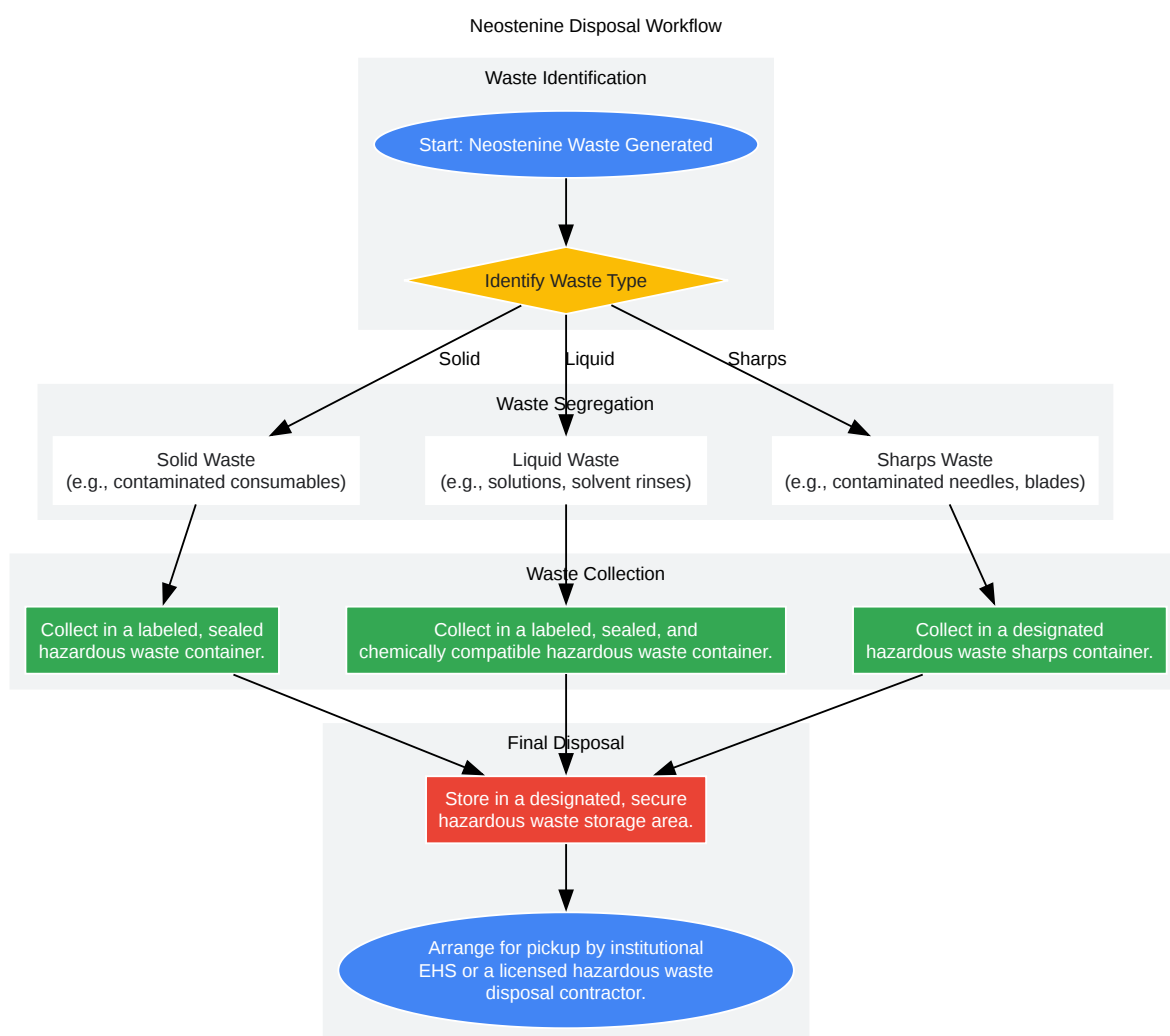 Neostenine Disposal Workflow
Waste Identification
Start: Neostenine Waste Generated
Identify Waste Type
Solid
Liquid
Sharps
Waste Segregation
Solid Waste
(e.g., contaminated consumables)
Liquid Waste
(e.g., solutions, solvent rinses)
Sharps Waste
(e.g., contaminated needles, blades)
Waste Collection
Collect in a labeled, sealed
hazardous waste container.
Collect in a labeled, sealed, and
chemically compatible hazardous waste container.
Collect in a designated
hazardous waste sharps container.
Final Disposal
Store in a designated, secure
hazardous waste storage area.
Arrange for pickup by institutional
EHS or a licensed hazardous waste
disposal contractor.